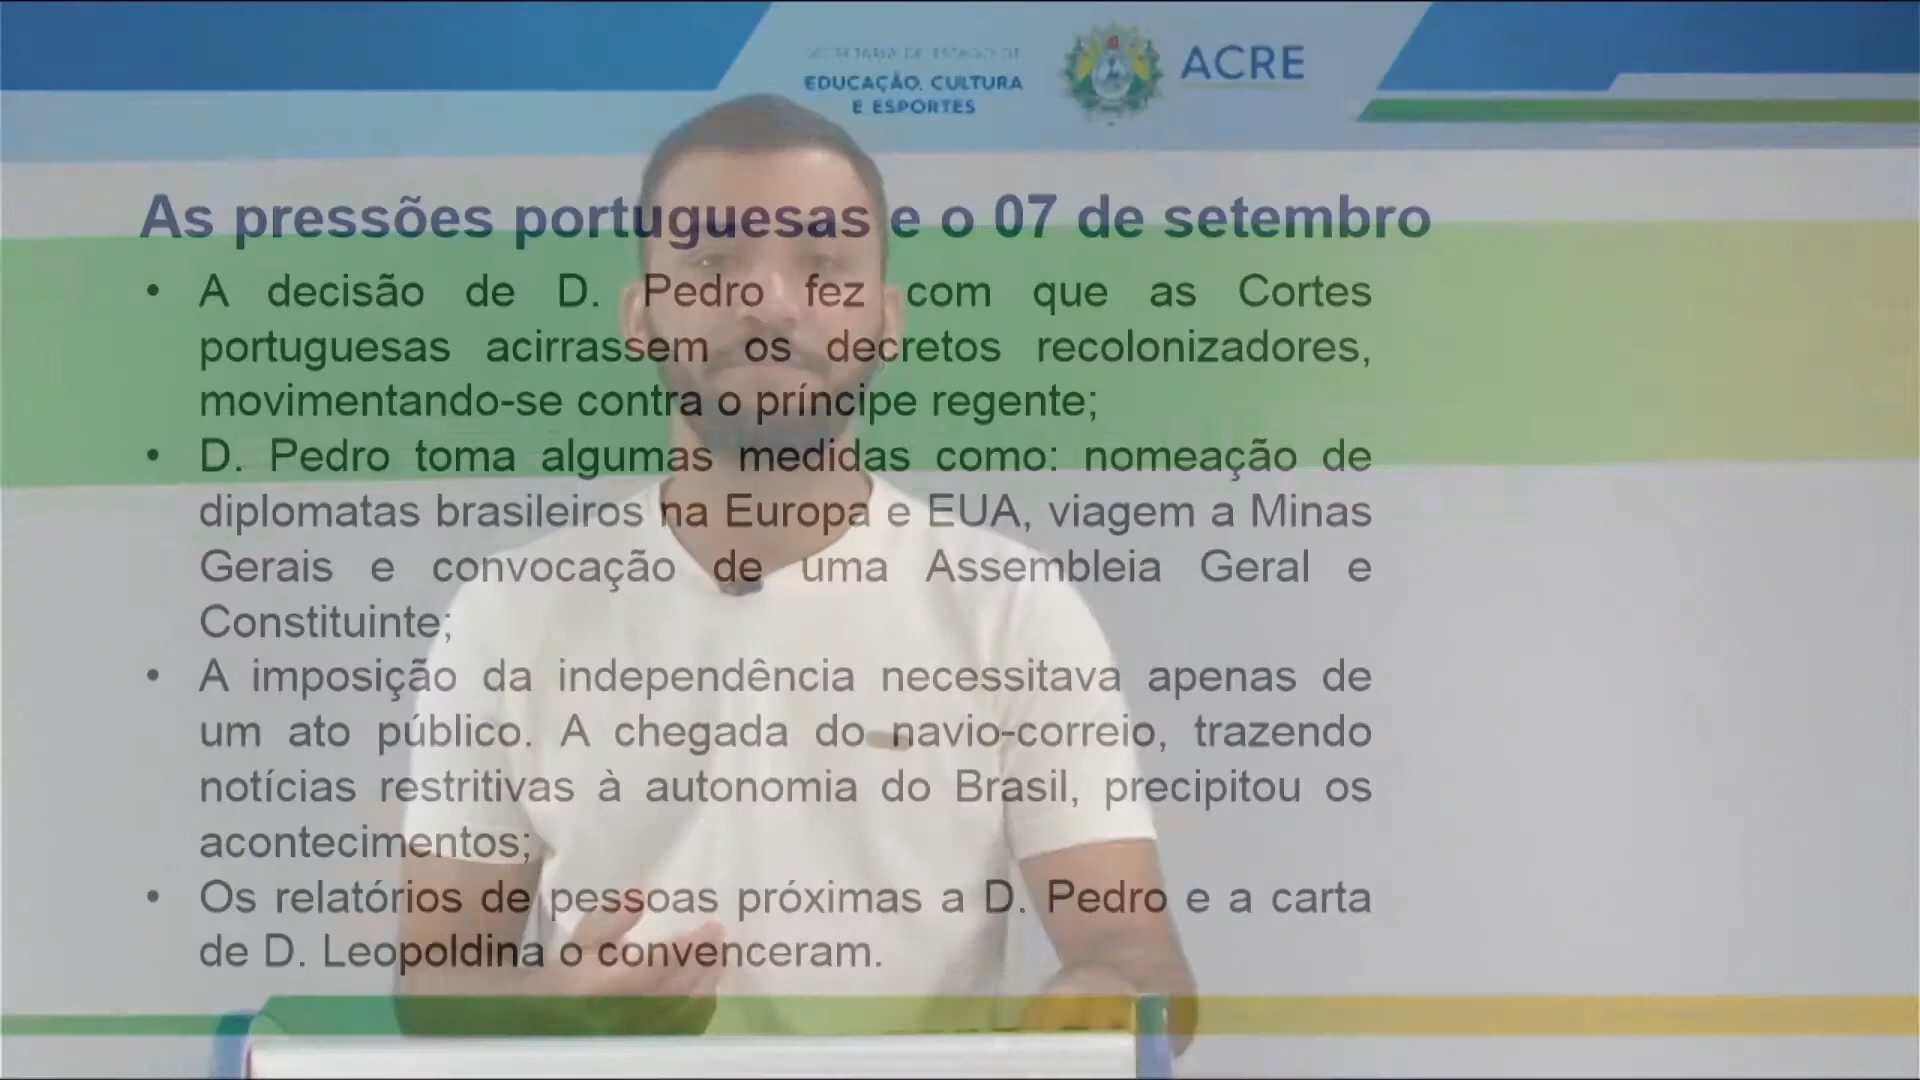 SECRETARIA DE ESTADO DE
EDUCAÇÃO, CULTURA
E ESPORTES
ACRE
As pressões portuguesas e o 07 de setembro
• A decisão de D. Pedro fez com que as Cortes
portuguesas acirrassem os decretos recolonizadores,
movimentando-se contra o príncipe regente;
• D. Pedro toma algumas medidas como: nomeação de
diplomatas brasileiros na Europa e EUA, viagem a Minas
Gerais e convocação de uma Assembleia Geral e
Constituinte;
• A imposição da independência necessitava apenas de
um ato público. A chegada do navio-correio, trazendo
notícias restritivas à autonomia do Brasil, precipitou os
acontecimentos;
• Os relatórios de pessoas próximas a D. Pedro e a carta
de D. Leopoldina o convenceram.